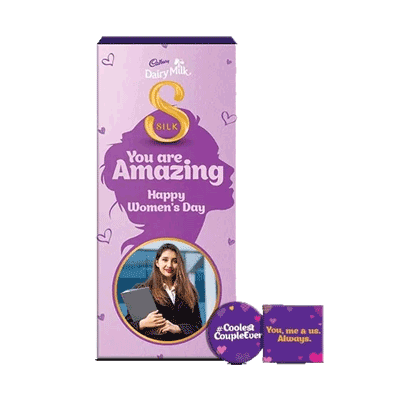 Cadbury
Dairy Milk
S
SILK
You are
Amazing
Happy
Women's Day
#Coolest
CoupleEver
You, me & us.
Always.